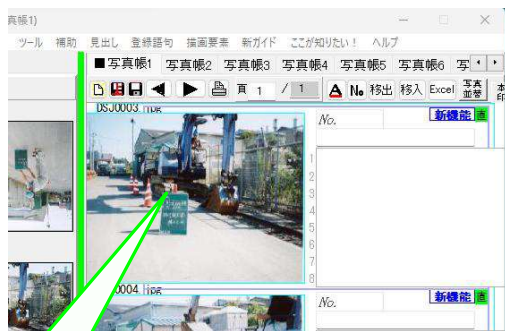 真帳1)
ツール 補助 見出し 登録語句 描画要素 新ガイド ここが知りたい! ヘルプ
■写真帳1 写真帳2 写真帳3 写真帳4 写真帳5 写真帳6 写
頁 1 / 1 A No 移出 移入 Excel 写真並替
DSJ0003.jpg
No. 新機能 直
1
2
3
4
5
6
7
8
0004.jpg
No. 新機能 直